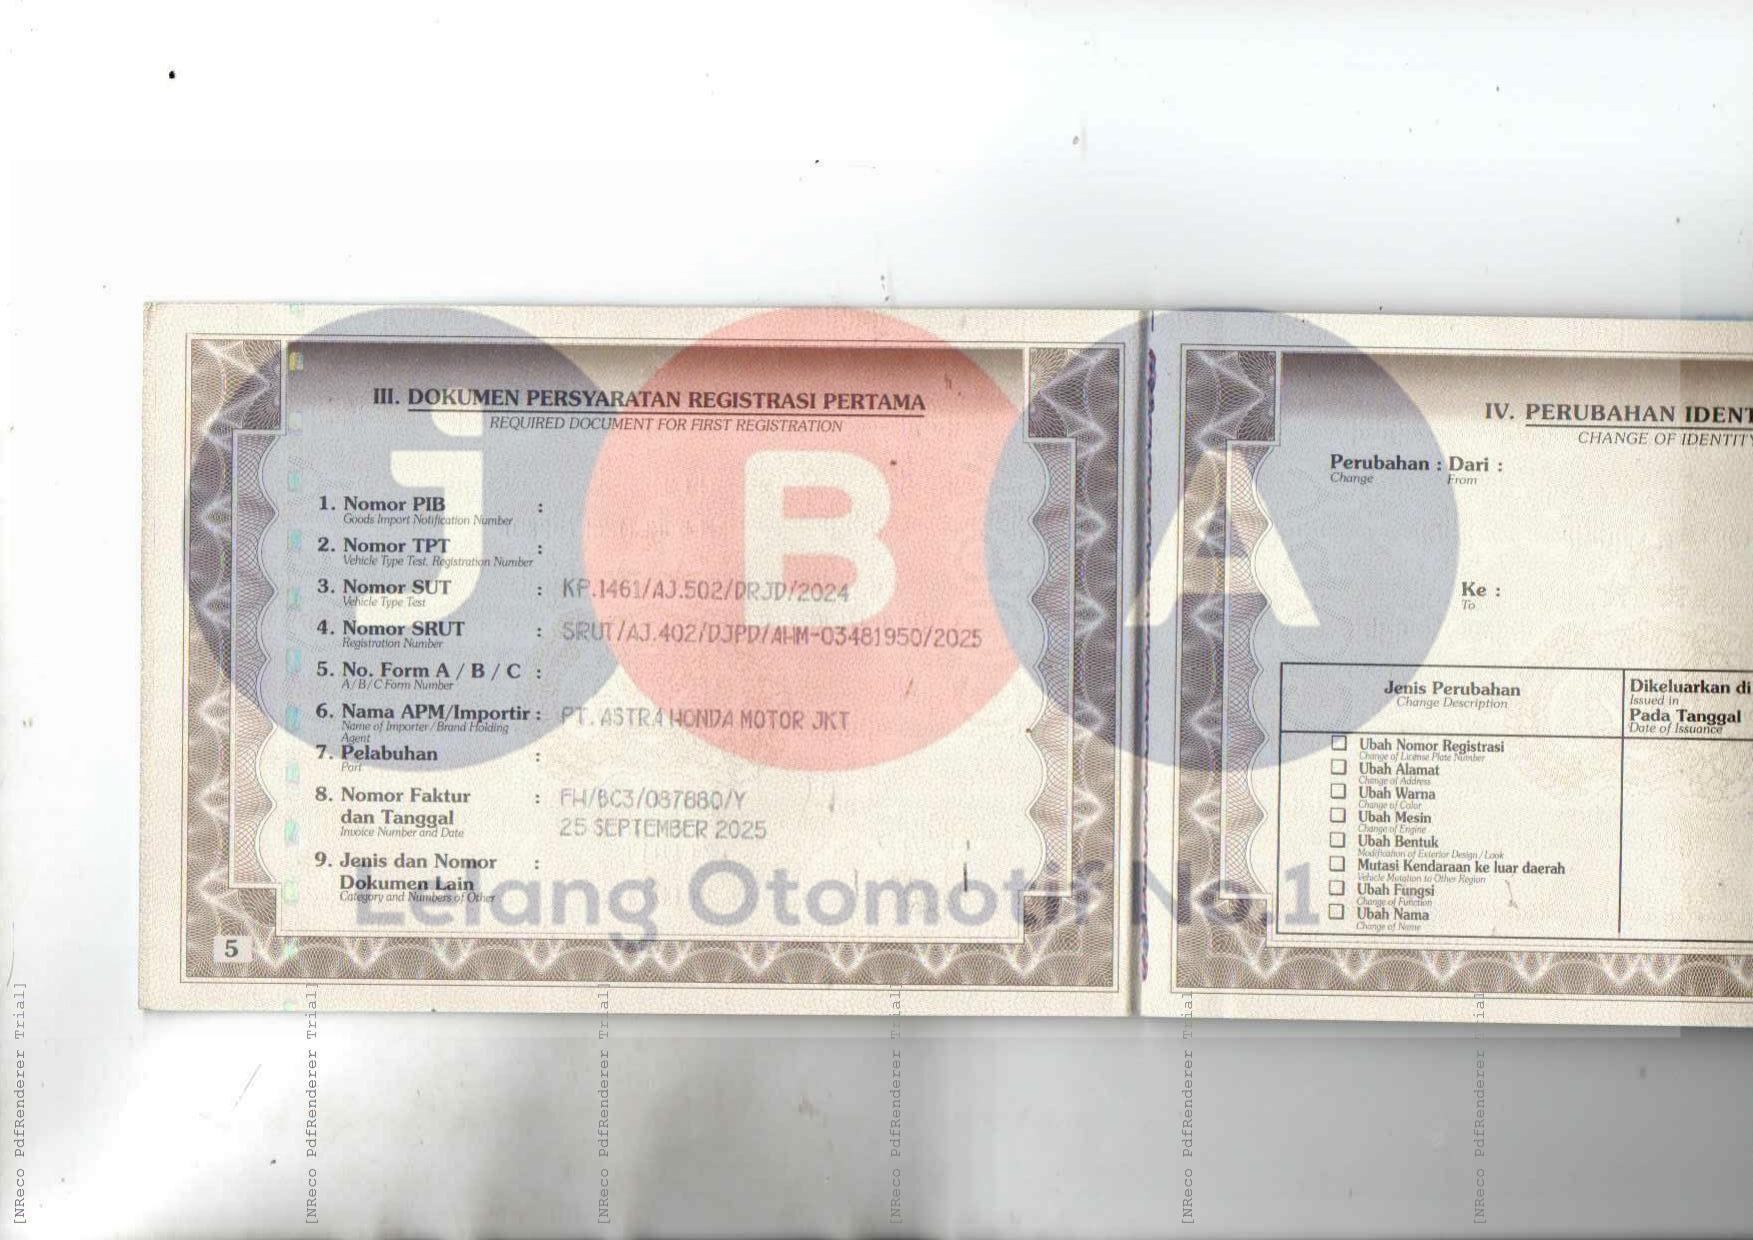 III. DOKUMEN PERSYARATAN REGISTRASI PERTAMA
REQUIRED DOCUMENT FOR FIRST REGISTRATION
1. Nomor PIB :
Goods Import Notification Number
2. Nomor TPT :
Vehicle Type Test. Registration Number
3. Nomor SUT : KP.1461/AJ.502/DRJD/2024
Vehicle Type Test
4. Nomor SRUT : SRUT/AJ.402/DJPD/AHM-03481950/2025
Registration Number
5. No. Form A / B / C :
A/B/C Form Number
6. Nama APM/Importir : PT. ASTRA HONDA MOTOR JKT
Name of Importer/Brand Holding
Agent
7. Pelabuhan :
Port
8. Nomor Faktur : FH/BC3/087880/Y
dan Tanggal 25 SEPTEMBER 2025
Invoice Number and Date
9. Jenis dan Nomor :
Dokumen Lain
Category and Numbers of Other
5
IV. PERUBAHAN IDENT
CHANGE OF IDENTITY
Perubahan : Dari :
Change From
Ke :
To
Jenis Perubahan
Change Description
Dikeluarkan di
Issued in
Pada Tanggal
Date of Issuance
Ubah Nomor Registrasi
Change of License Plate Number
Ubah Alamat
Change of Address
Ubah Warna
Change of Color
Ubah Mesin
Change of Engine
Ubah Bentuk
Modification of Exterior Design / Look
Mutasi Kendaraan ke luar daerah
Vehicle Mutation to Other Region
Ubah Fungsi
Change of Function
Ubah Nama
Change of Name
JBA
Lelang Otomotif No.1
[NReco PdfRenderer Trial]
[NReco PdfRenderer Trial]
[NReco PdfRenderer Trial]
[NReco PdfRenderer Trial]
[NReco PdfRenderer Trial]
[NReco PdfRenderer Trial]